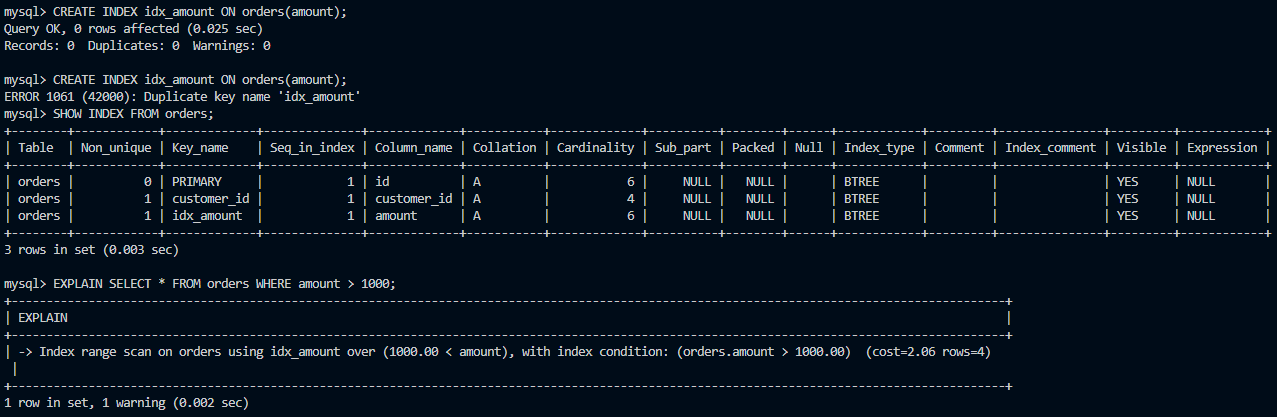 mysql> CREATE INDEX idx_amount ON orders(amount);
Query OK, 0 rows affected (0.025 sec)
Records: 0  Duplicates: 0  Warnings: 0

mysql> CREATE INDEX idx_amount ON orders(amount);
ERROR 1061 (42000): Duplicate key name 'idx_amount'
mysql> SHOW INDEX FROM orders;
+--------+------------+-------------+--------------+-------------+-----------+-------------+----------+--------+------+------------+---------+---------------+---------+------------+
| Table  | Non_unique | Key_name    | Seq_in_index | Column_name | Collation | Cardinality | Sub_part | Packed | Null | Index_type | Comment | Index_comment | Visible | Expression |
+--------+------------+-------------+--------------+-------------+-----------+-------------+----------+--------+------+------------+---------+---------------+---------+------------+
| orders |          0 | PRIMARY     |            1 | id          | A         |           6 |     NULL |   NULL |      | BTREE      |         |               | YES     | NULL       |
| orders |          1 | customer_id |            1 | customer_id | A         |           4 |     NULL |   NULL |      | BTREE      |         |               | YES     | NULL       |
| orders |          1 | idx_amount  |            1 | amount      | A         |           6 |     NULL |   NULL |      | BTREE      |         |               | YES     | NULL       |
+--------+------------+-------------+--------------+-------------+-----------+-------------+----------+--------+------+------------+---------+---------------+---------+------------+
3 rows in set (0.003 sec)

mysql> EXPLAIN SELECT * FROM orders WHERE amount > 1000;
+--------------------------------------------------------------------------------------------------------------------------------------------+
| EXPLAIN                                                                                                                                    |
+--------------------------------------------------------------------------------------------------------------------------------------------+
| -> Index range scan on orders using idx_amount over (1000.00 < amount), with index condition: (orders.amount > 1000.00)  (cost=2.06 rows=4)
 |
+--------------------------------------------------------------------------------------------------------------------------------------------+
1 row in set, 1 warning (0.002 sec)